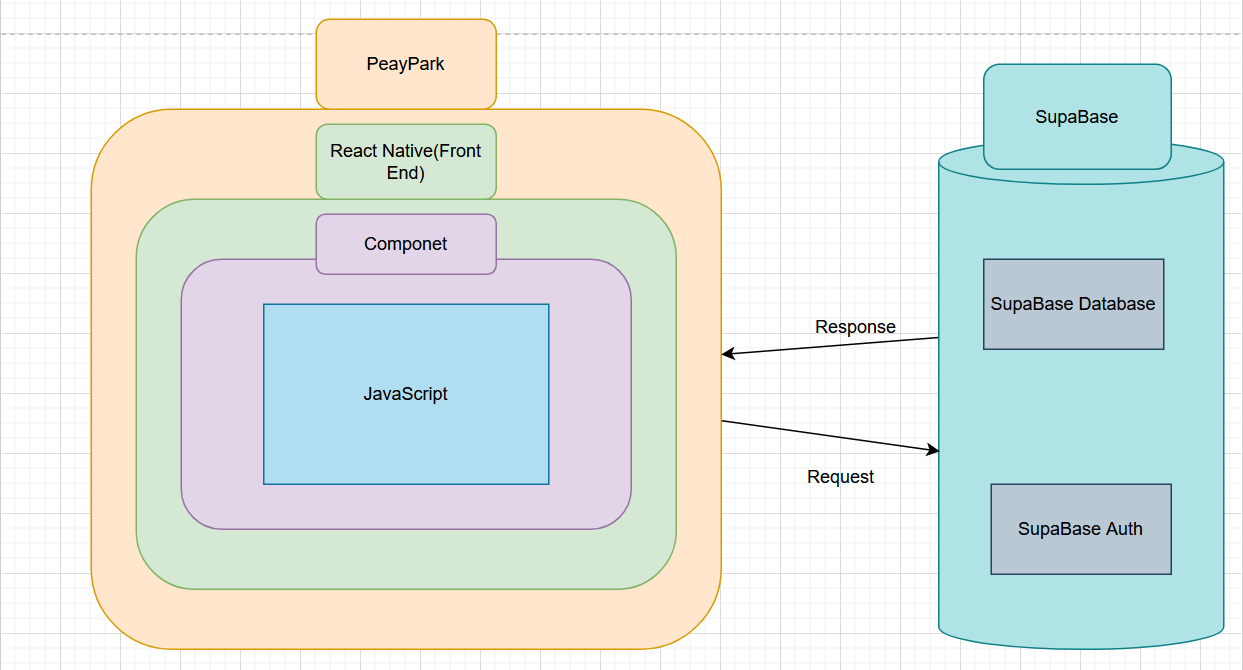 PeayPark
React Native(Front
End)
Componet
JavaScript
Response
Request
SupaBase
SupaBase Database
SupaBase Auth